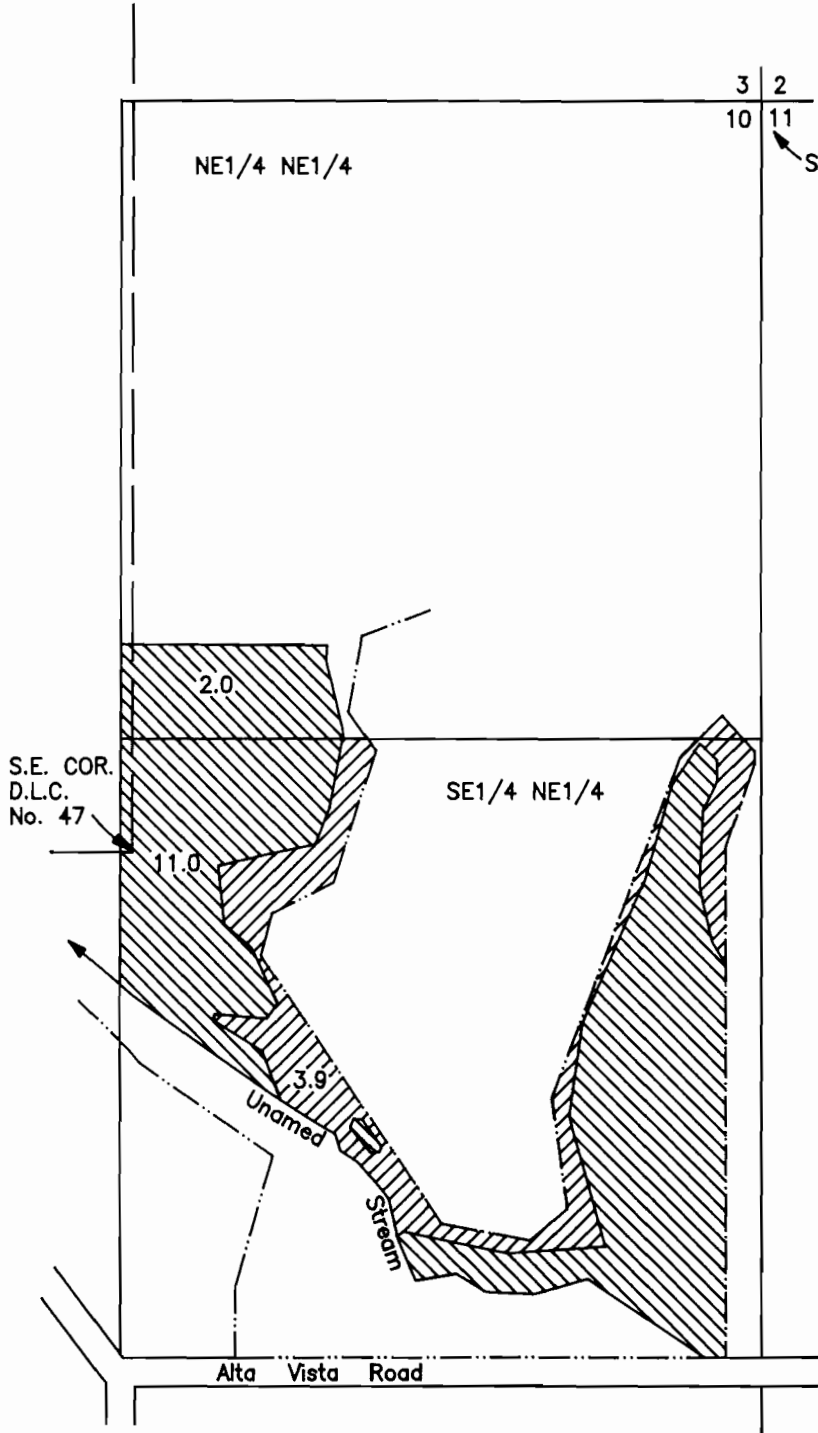 3 2
10 11
S
NE1/4 NE1/4
2.0
S.E. COR.
D.L.C.
No. 47
SE1/4 NE1/4
11.0
3.9
Unamed
Stream
Alta Vista Road